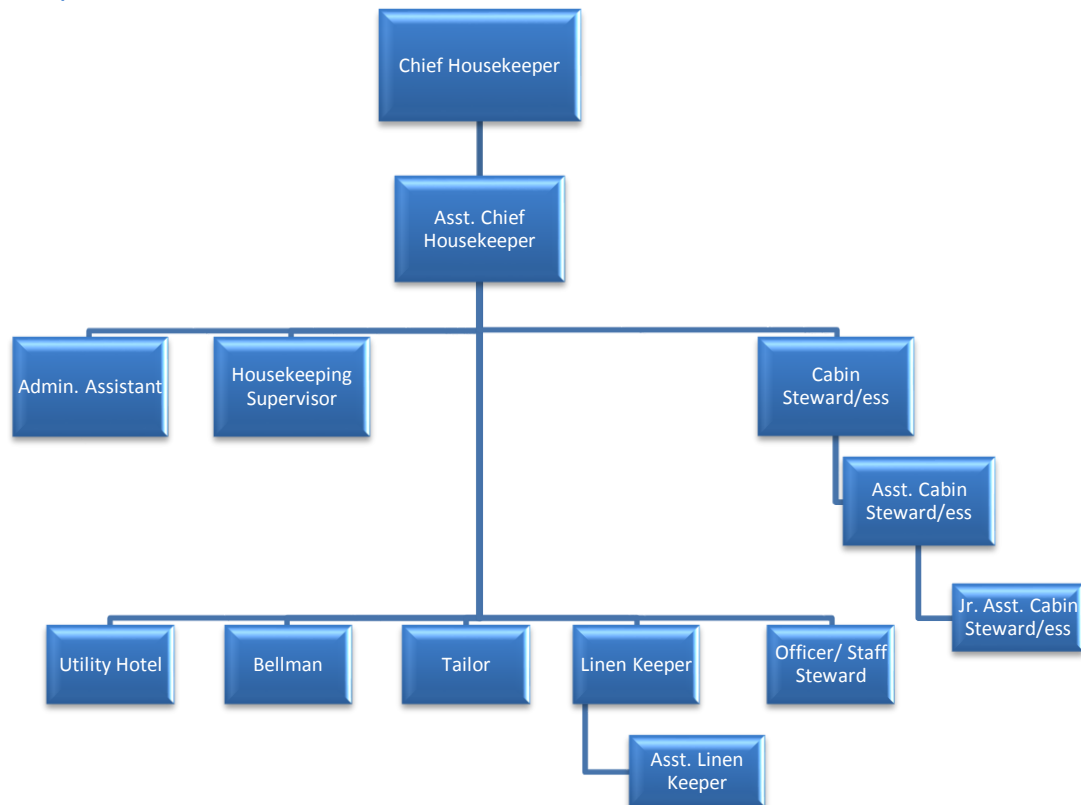 Chief Housekeeper
Asst. Chief
Housekeeper
Admin. Assistant
Housekeeping
Supervisor
Cabin
Steward/ess
Asst. Cabin
Steward/ess
Jr. Asst. Cabin
Steward/ess
Utility Hotel
Bellman
Tailor
Linen Keeper
Officer/ Staff
Steward
Asst. Linen
Keeper